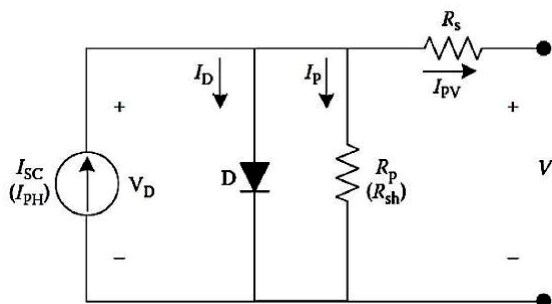 R_s
I_D
I_P
I_PV
+
+
I_SC
(I_PH)
V_D
D
R_p
(R_sh)
V
−
−